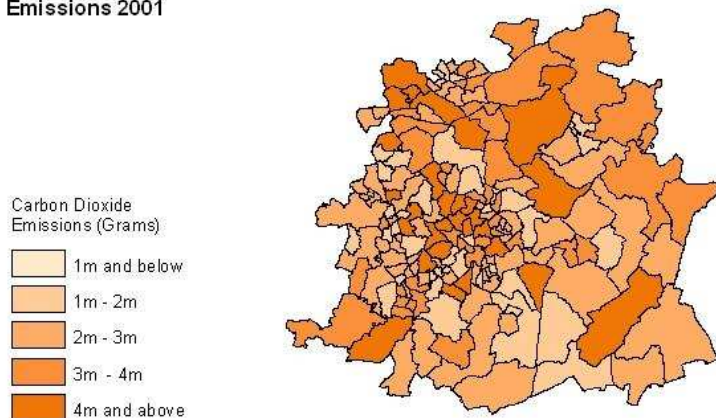 Emissions 2001
Carbon Dioxide
Emissions (Grams)
1m and below
1m - 2m
2m - 3m
3m - 4m
4m and above